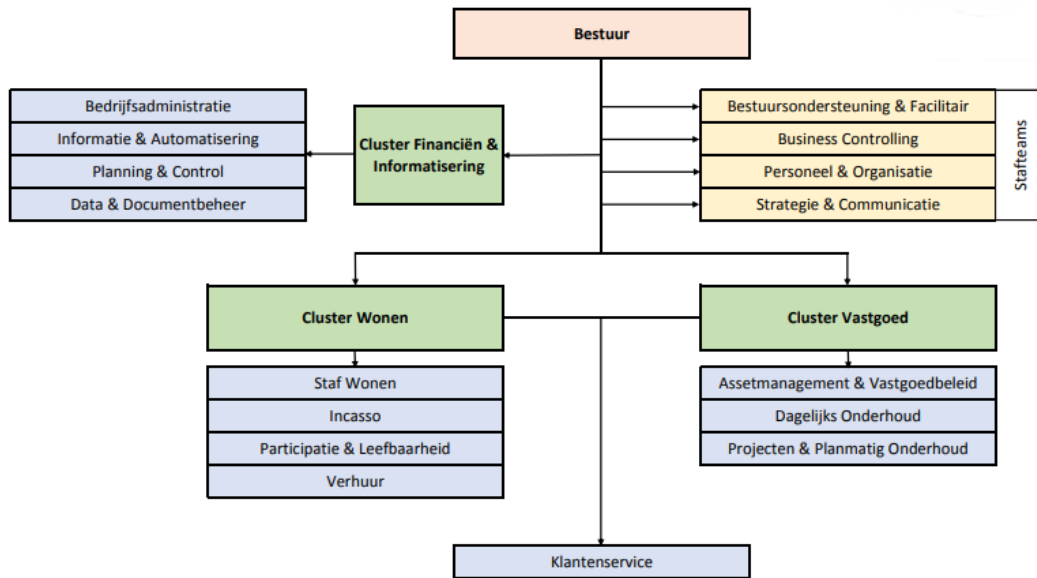 Bestuur
Bedrijfsadministratie
Informatie & Automatisering
Planning & Control
Data & Documentbeheer
Cluster Financiën &
Informatisering
Bestuursondersteuning & Facilitair
Business Controlling
Personeel & Organisatie
Strategie & Communicatie
Stafteams
Cluster Wonen
Staf Wonen
Incasso
Participatie & Leefbaarheid
Verhuur
Cluster Vastgoed
Assetmanagement & Vastgoedbeleid
Dagelijks Onderhoud
Projecten & Planmatig Onderhoud
Klantenservice